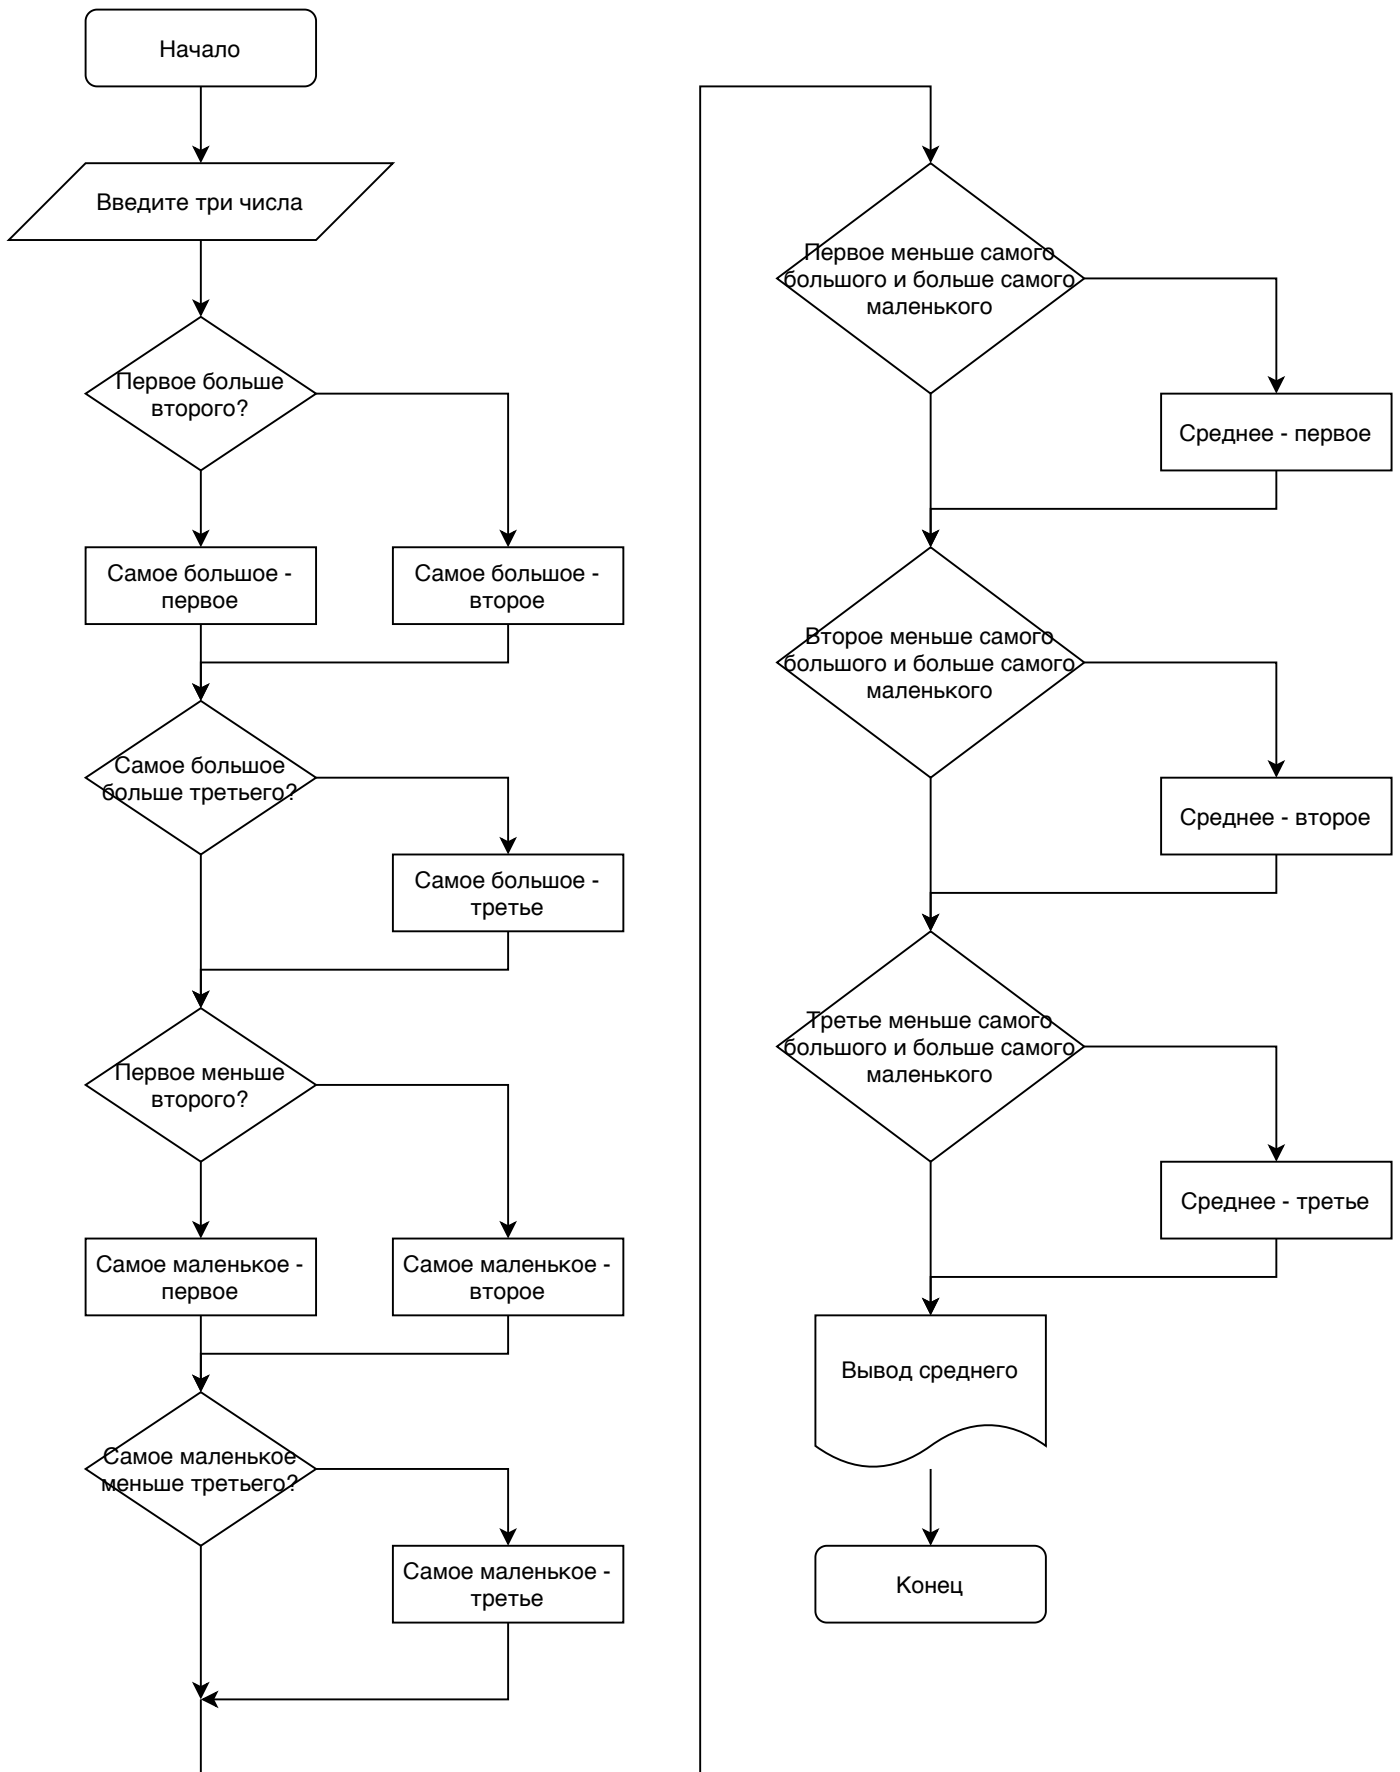 Начало
Введите три числа
Первое больше
второго?
Самое большое -
первое
Самое большое -
второе
Самое большое
больше третьего?
Самое большое -
третье
Первое меньше
второго?
Самое маленькое -
первое
Самое маленькое -
второе
Самое маленькое
меньше третьего?
Самое маленькое -
третье
Первое меньше самого
большого и больше самого
маленького
Среднее - первое
Второе меньше самого
большого и больше самого
маленького
Среднее - второе
Третье меньше самого
большого и больше самого
маленького
Среднее - третье
Вывод среднего
Конец